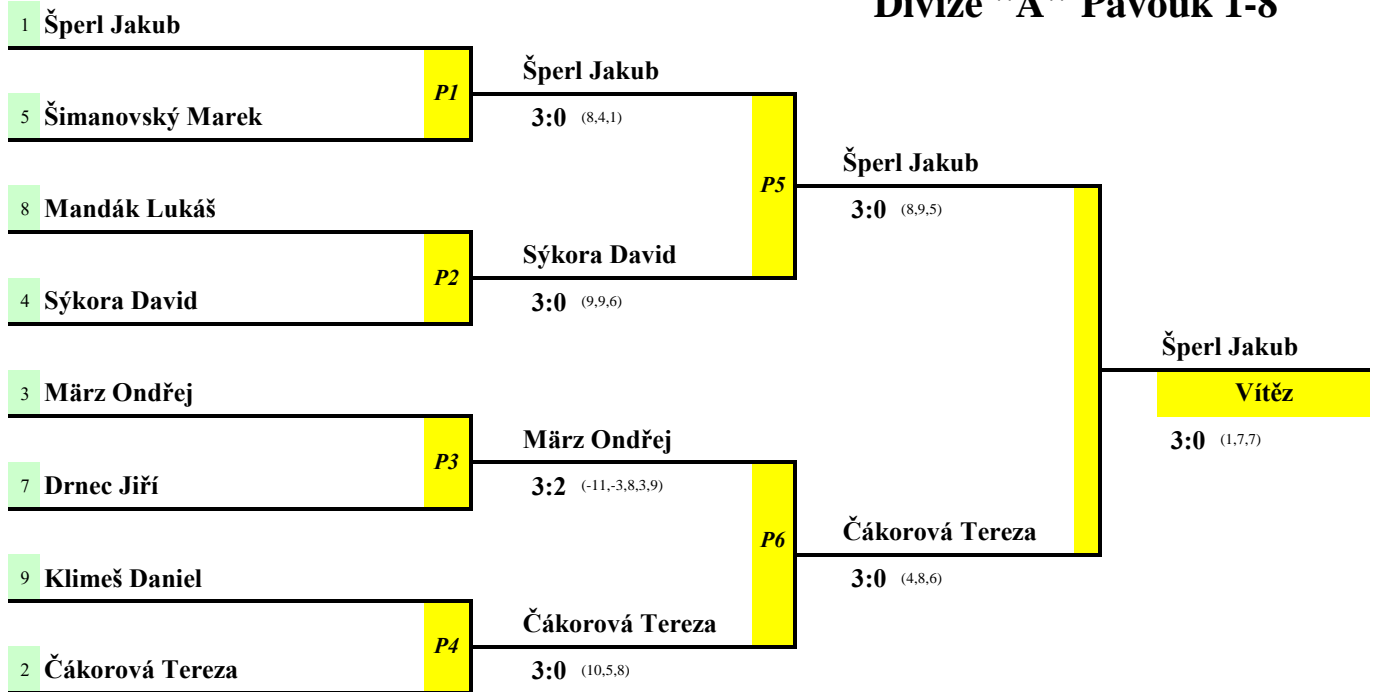 Divize "A" Pavouk 1-8
1 Šperl Jakub
Šperl Jakub
P1
5 Šimanovský Marek
3:0 (8,4,1)
Šperl Jakub
P5
8 Mandák Lukáš
3:0 (8,9,5)
Sýkora David
P2
4 Sýkora David
3:0 (9,9,6)
Šperl Jakub
3 März Ondřej
Vítěz
März Ondřej
3:0 (1,7,7)
P3
7 Drnec Jiří
3:2 (-11,-3,8,3,9)
Čákorová Tereza
P6
9 Klimeš Daniel
3:0 (4,8,6)
Čákorová Tereza
P4
2 Čákorová Tereza
3:0 (10,5,8)